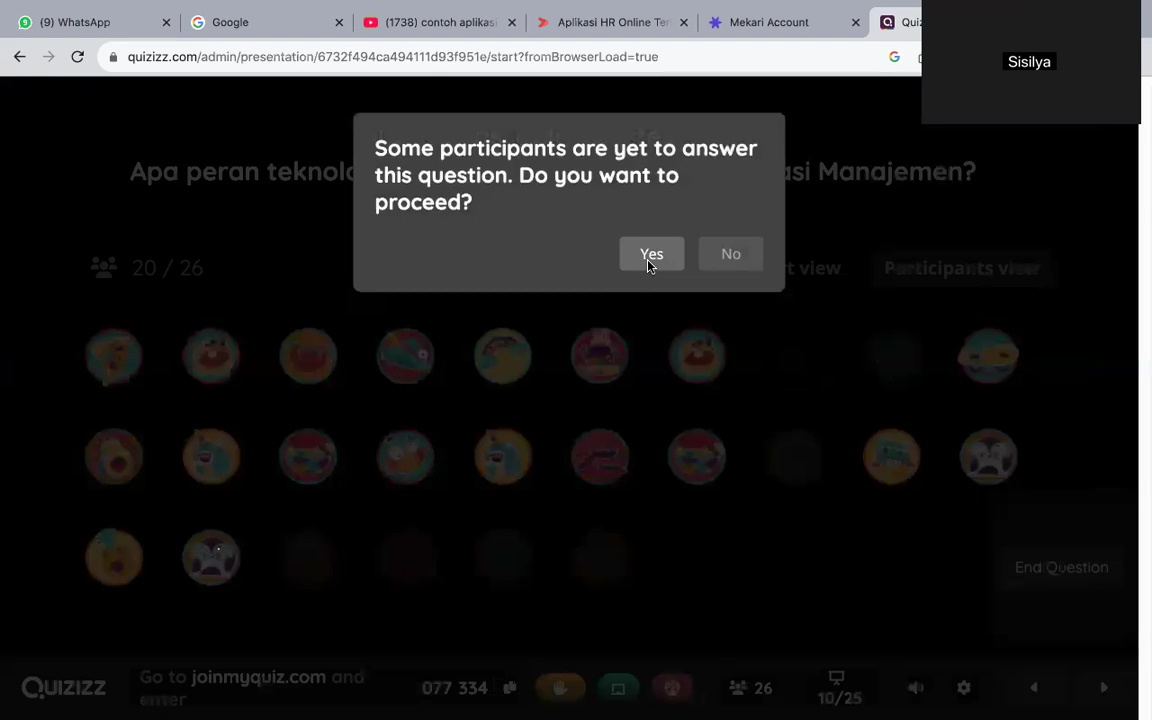 (9) WhatsApp
Google
(1738) contoh aplikas
Aplikasi HR Online Ter
Mekari Account
Quiz
quizizz.com/admin/presentation/6732f494ca494111d93f951e/start?fromBrowserLoad=true
Sisilya
Some participants are yet to answer
this question. Do you want to
proceed?
Yes
No
Apa peran teknolo
asi Manajemen?
20 / 26
rt view
Participants view
End Question
QUIZIZZ
Go to joinmyquiz.com and
enter
077 334
26
10/25